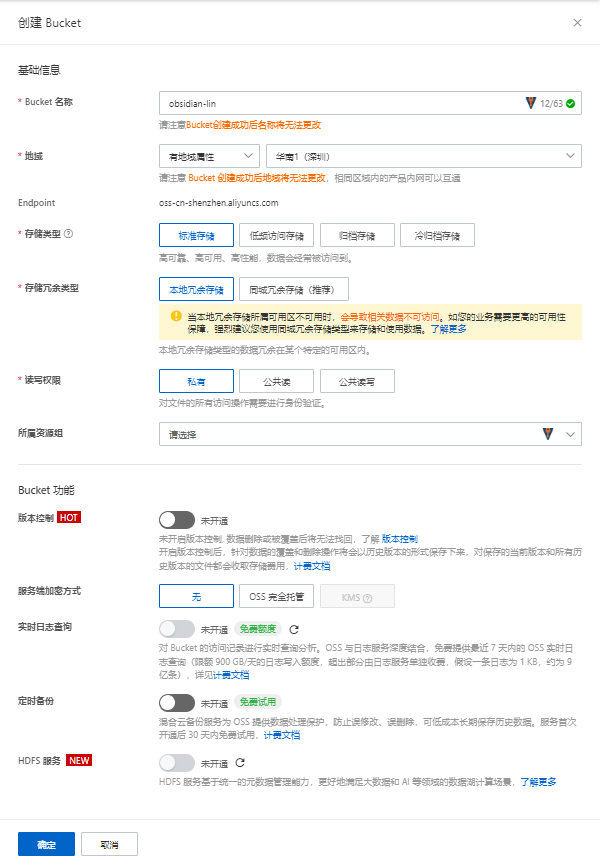 创建 Bucket
基础信息
* Bucket 名称
obsidian-lin
12/63
请注意Bucket创建成功后名称将无法更改
* 地域
有地域属性
华南1（深圳）
请注意 Bucket 创建成功后地域将无法更改，相同区域内的产品内网可以互通
Endpoint
oss-cn-shenzhen.aliyuncs.com
* 存储类型
标准存储
低频访问存储
归档存储
冷归档存储
高可靠、高可用、高性能，数据会经常被访问到。
* 存储冗余类型
本地冗余存储
同城冗余存储（推荐）
当本地冗余存储所属可用区不可用时，会导致相关数据不可访问。如您的业务需要更高的可用性
保障，强烈建议您使用同城冗余存储类型来存储和使用数据。了解更多
本地冗余存储类型的数据冗余在某个特定的可用区内。
* 读写权限
私有
公共读
公共读写
对文件的所有访问操作需要进行身份验证。
所属资源组
请选择
Bucket 功能
版本控制 HOT
未开通
未开启版本控制, 数据删除或被覆盖后将无法找回，了解 版本控制
开启版本控制后，针对数据的覆盖和删除操作将会以历史版本的形式保存下来，对保存的当前版本和所有历
史版本的文件都会收取存储费用，计费文档
服务端加密方式
无
OSS 完全托管
KMS
实时日志查询
未开通
免费额度
对 Bucket 的访问记录进行实时查询分析。OSS 与日志服务深度结合，免费提供最近 7 天内的 OSS 实时日
志查询（限额 900 GB/天的日志写入额度，超出部分由日志服务单独收费，假设一条日志为 1 KB，约为 9
亿条），详见计费文档
定时备份
未开通
免费试用
混合云备份服务为 OSS 提供数据处理保护，防止误修改、误删除，可低成本长期保存历史数据。服务首次
开通后 30 天内免费试用，计费文档
HDFS 服务 NEW
未开通
HDFS 服务基于统一的元数据管理能力，更好地满足大数据和 AI 等领域的数据湖计算场景，了解更多
确定
取消